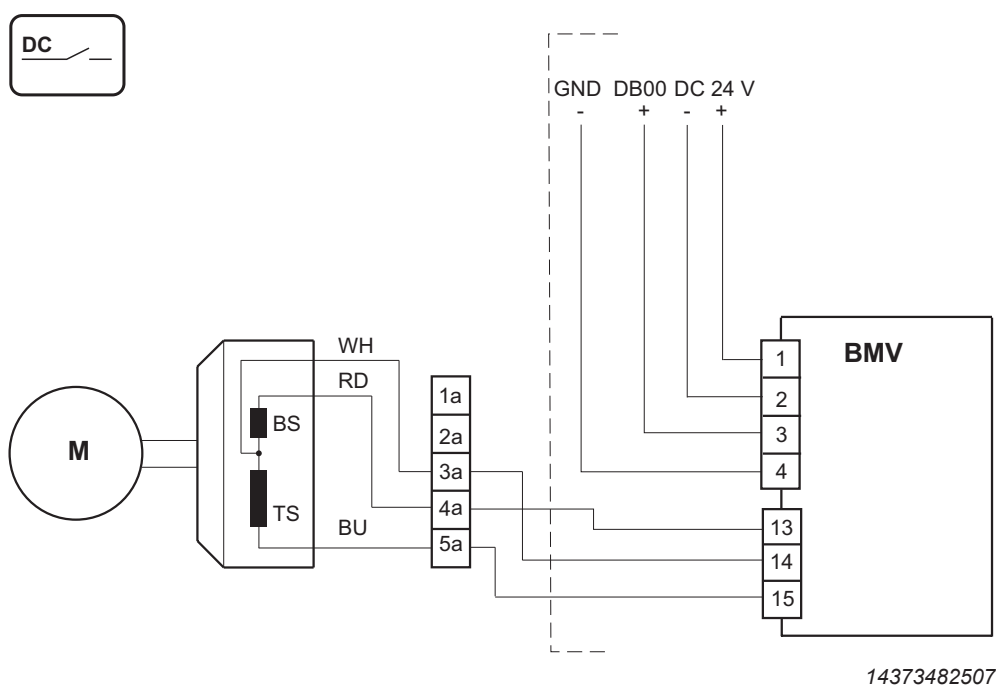 DC
GND DB00 DC 24 V
- + - +
BMV
WH
RD
BS
TS
BU
M
1a
2a
3a
4a
5a
1
2
3
4
13
14
15
14373482507